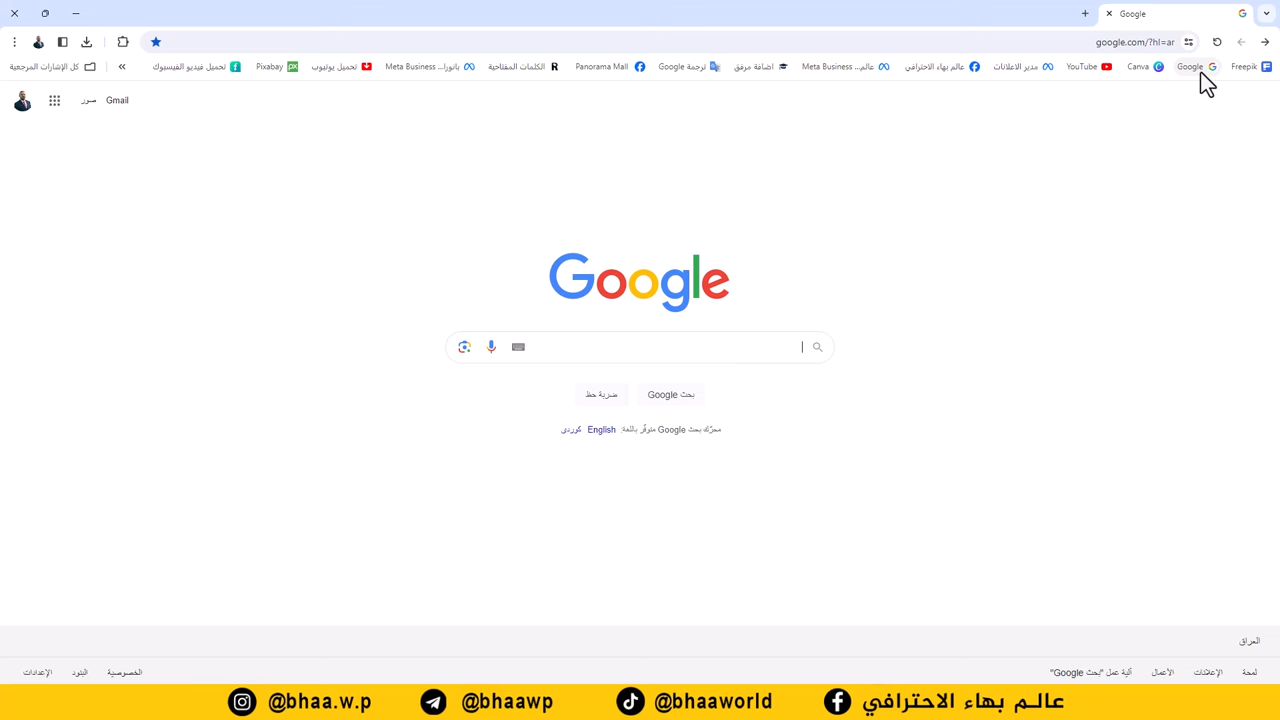 Google
google.com/?hl=ar
Freepik
Google
Canva
YouTube
مدير الاعلانات
عالم بهاء الاحترافي
عالم... Meta Business
اضافة مرفق
ترجمة Google
Panorama Mall
الكلمات المفتاحية
بانورا... Meta Business
تحميل يوتيوب
Pixabay
تحميل فيديو الفيسبوك
»
كل الإشارات المرجعية
Gmail
صور
Google
بحث Google
ضربة حظ
محرّك بحث Google متوفّر باللغة: English كوردی
العراق
لمحة
الإعلانات
الأعمال
آلية عمل "بحث Google"
الخصوصية
البنود
الإعدادات
@bhaa.w.p
@bhaawp
@bhaaworld
عالم بهاء الاحترافي